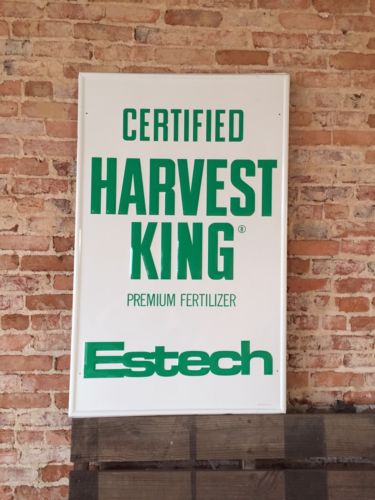 CERTIFIED
HARVEST
KING®
PREMIUM FERTILIZER
Estech